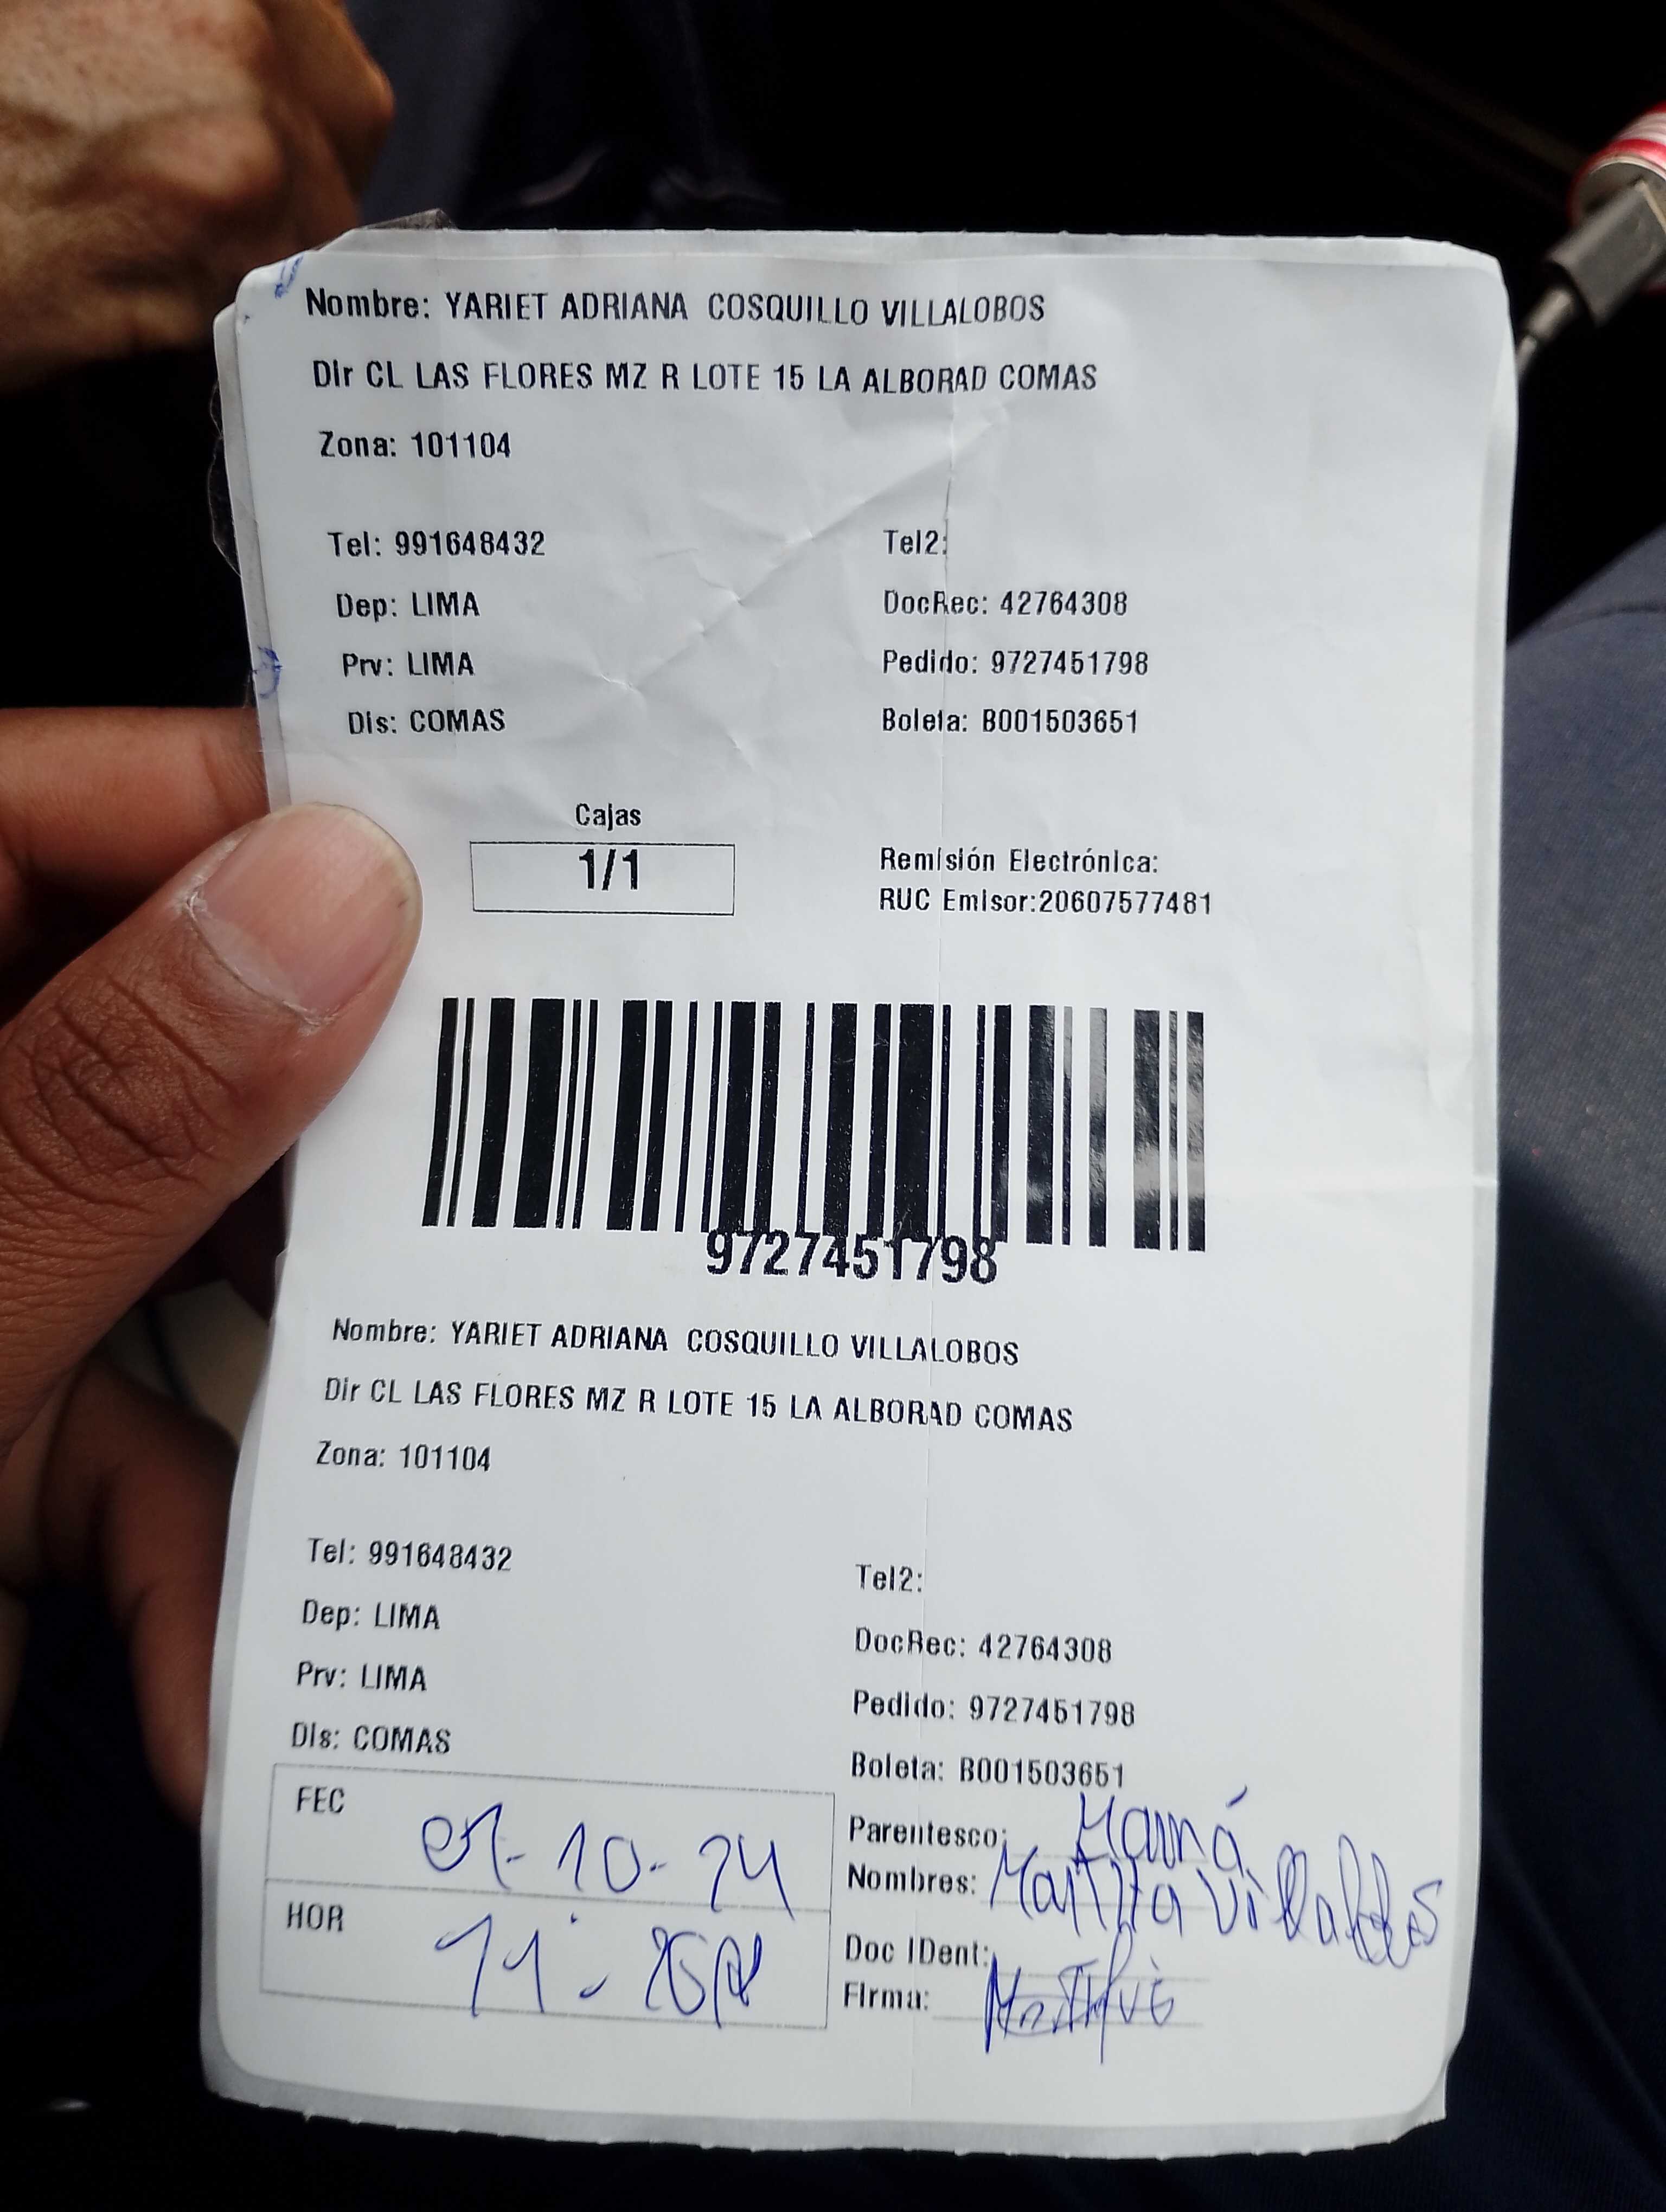 Nombre: YARIET ADRIANA COSQUILLO VILLALOBOS
Dir CL LAS FLORES MZ R LOTE 15 LA ALBORAD COMAS
Zona: 101104
Tel: 991648432 Tel2:
Dep: LIMA DocRec: 42764308
Prv: LIMA Pedido: 9727451798
Dis: COMAS Boleta: B001503651
Cajas
1/1
Remisión Electrónica:
RUC Emisor:20607577481
9727451798
Nombre: YARIET ADRIANA COSQUILLO VILLALOBOS
Dir CL LAS FLORES MZ R LOTE 15 LA ALBORAD COMAS
Zona: 101104
Tel: 991648432 Tel2:
Dep: LIMA DocRec: 42764308
Prv: LIMA Pedido: 9727451798
Dis: COMAS Boleta: B001503651
FEC
HOR
Parentesco: Mamá
Nombres: Maritza Villalobos
Doc IDent:
Firma: